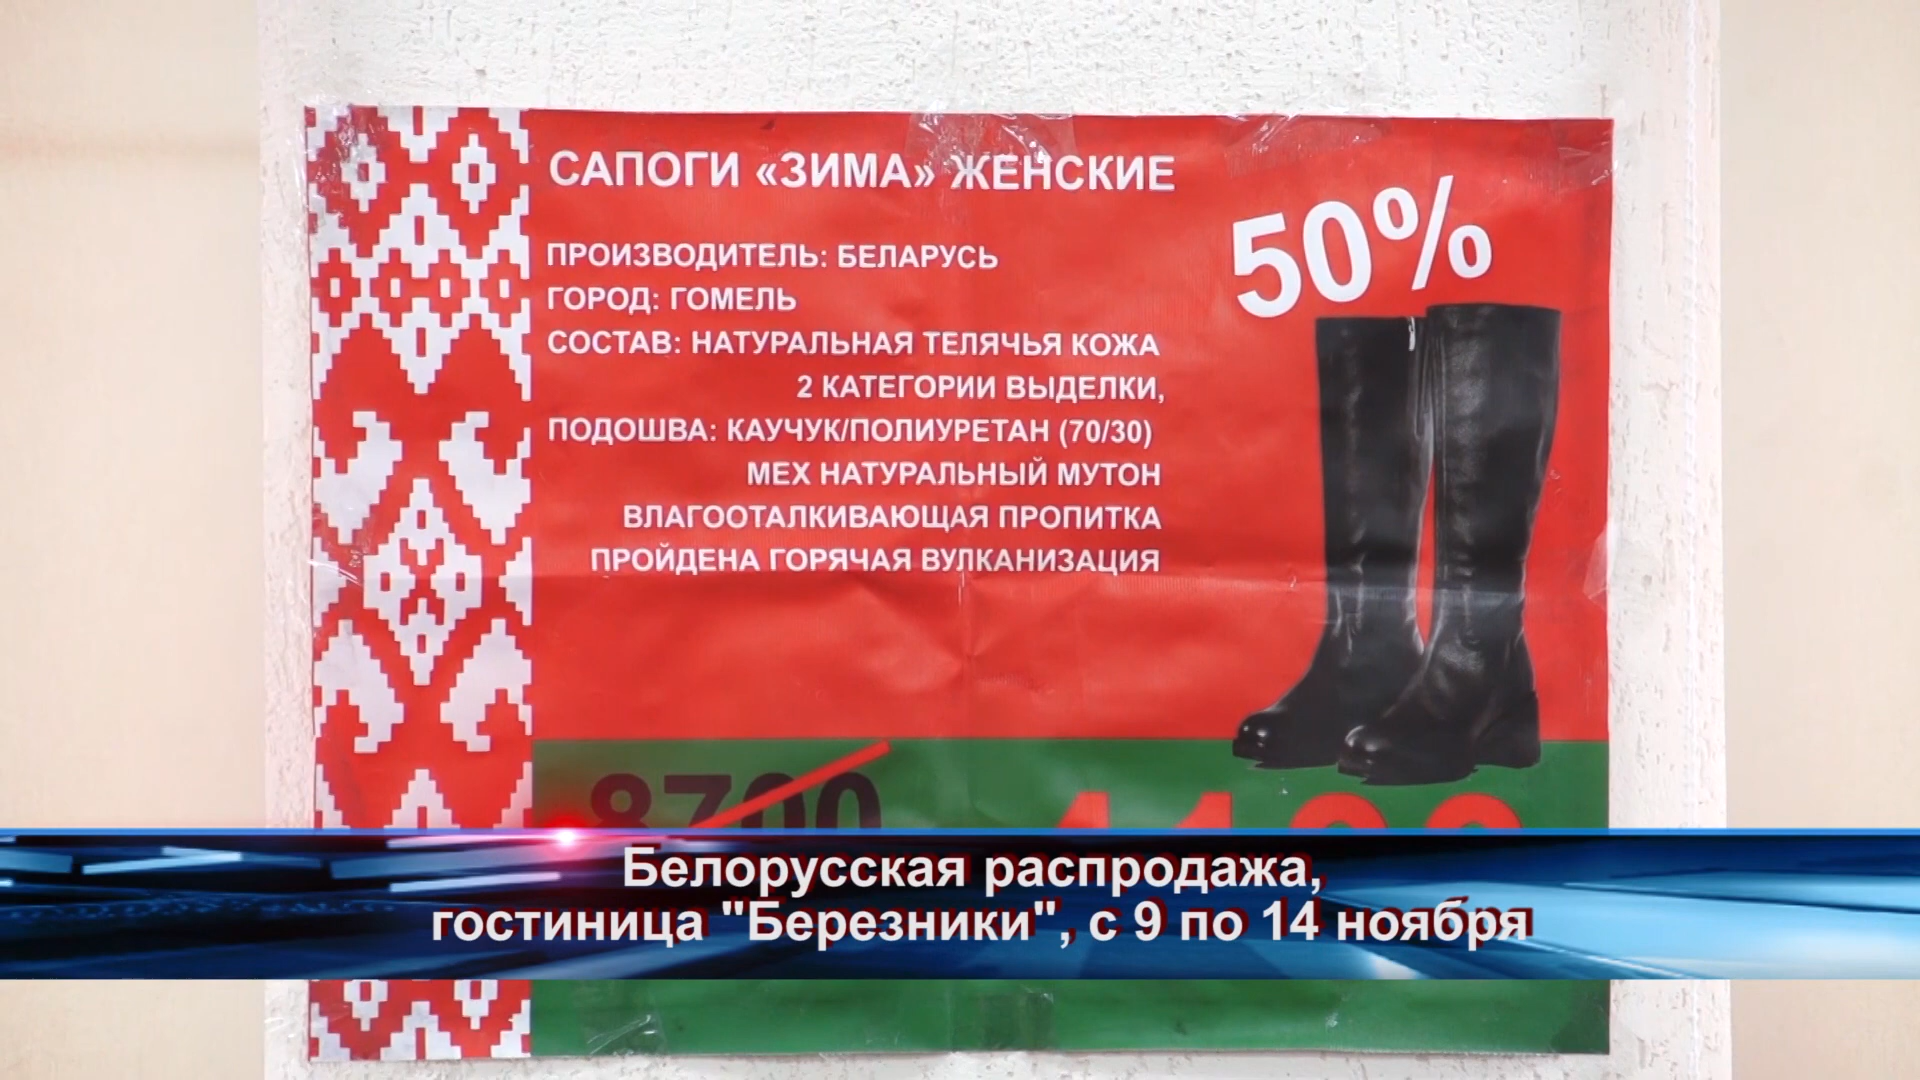 САПОГИ «ЗИМА» ЖЕНСКИЕ
50%
ПРОИЗВОДИТЕЛЬ: БЕЛАРУСЬ
ГОРОД: ГОМЕЛЬ
СОСТАВ: НАТУРАЛЬНАЯ ТЕЛЯЧЬЯ КОЖА
2 КАТЕГОРИИ ВЫДЕЛКИ,
ПОДОШВА: КАУЧУК/ПОЛИУРЕТАН (70/30)
МЕХ НАТУРАЛЬНЫЙ МУТОН
ВЛАГООТАЛКИВАЮЩАЯ ПРОПИТКА
ПРОЙДЕНА ГОРЯЧАЯ ВУЛКАНИЗАЦИЯ
8700
Белорусская распродажа,
гостиница "Березники", с 9 по 14 ноября